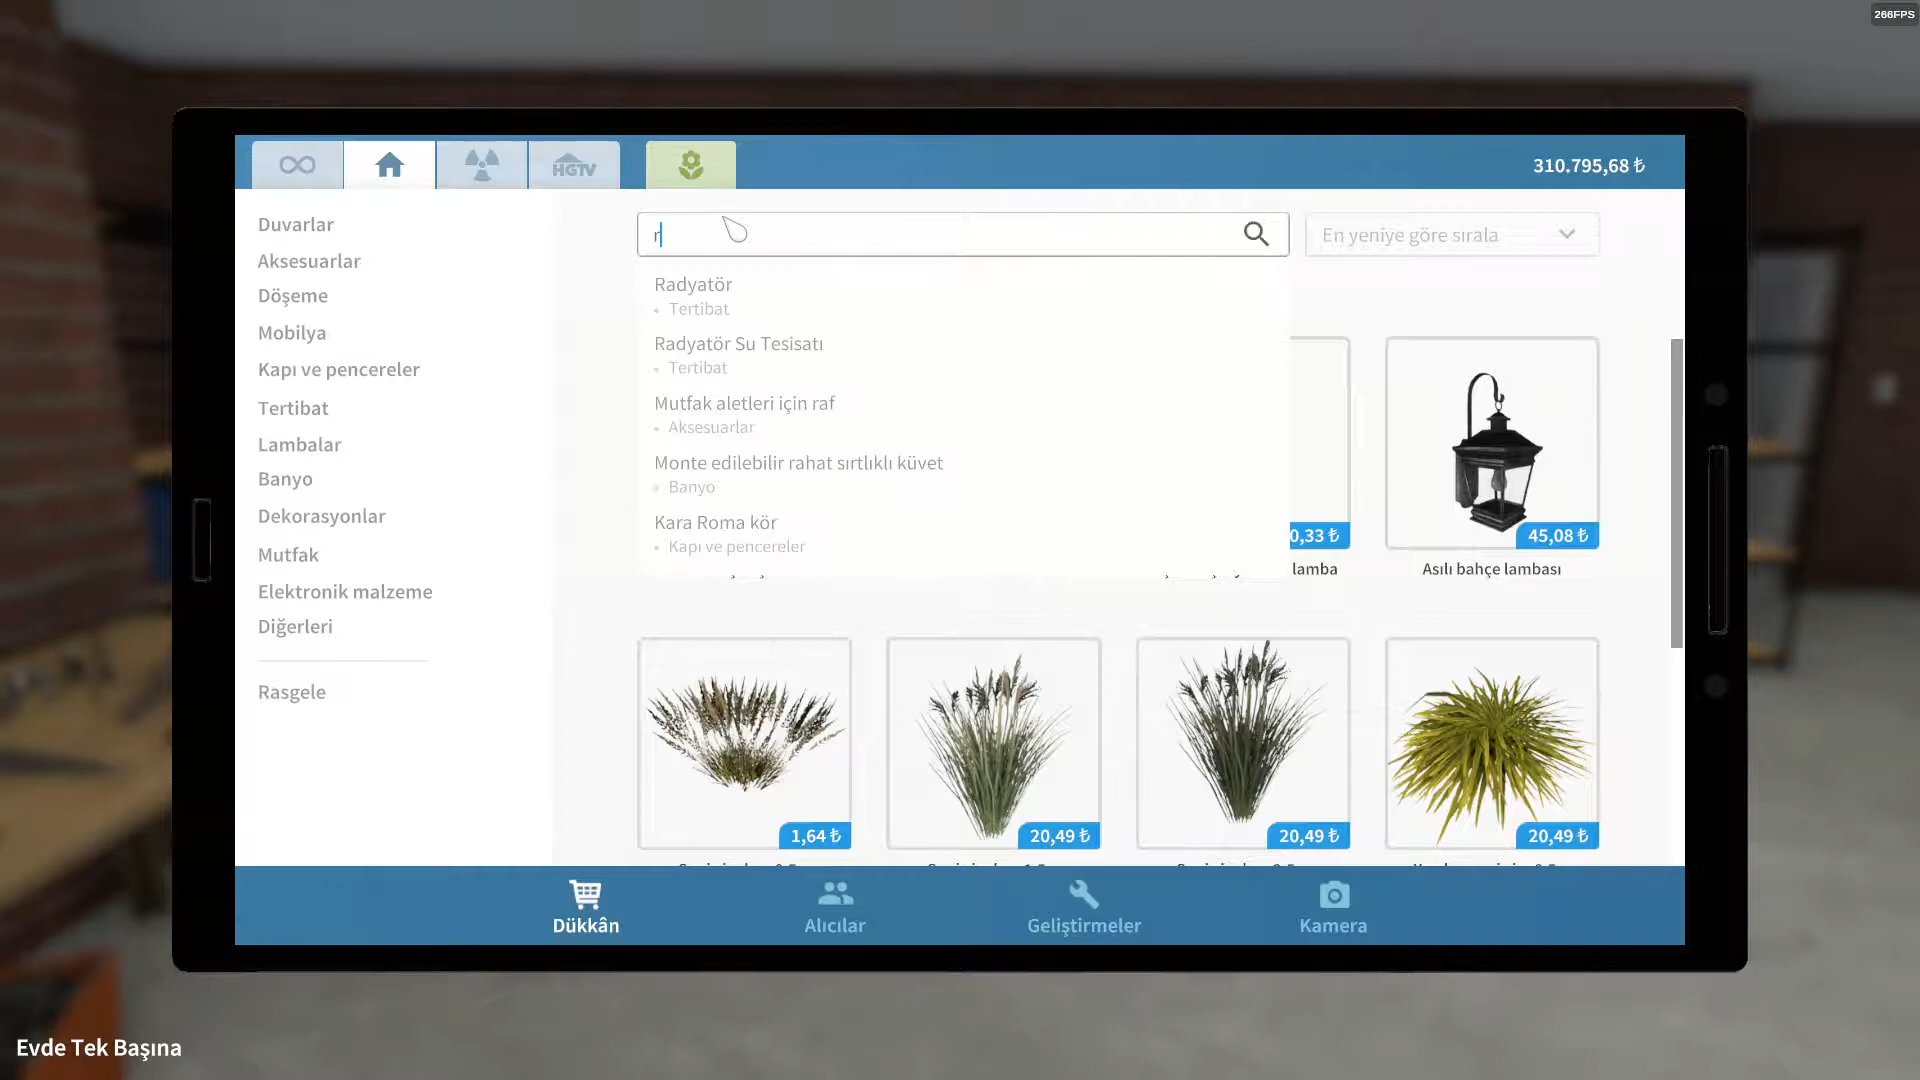 266FPS
HGTV
310.795,68 ₺
Duvarlar
Aksesuarlar
Döşeme
Mobilya
Kapı ve pencereler
Tertibat
Lambalar
Banyo
Dekorasyonlar
Mutfak
Elektronik malzeme
Diğerleri
Rasgele
r
En yeniye göre sırala
Radyatör
• Tertibat
Radyatör Su Tesisatı
• Tertibat
Mutfak aletleri için raf
• Aksesuarlar
Monte edilebilir rahat sırtlıklı küvet
• Banyo
Kara Roma kör
• Kapı ve pencereler
0,33 ₺
45,08 ₺
lamba
Asılı bahçe lambası
1,64 ₺
20,49 ₺
20,49 ₺
20,49 ₺
Dükkân
Alıcılar
Geliştirmeler
Kamera
Evde Tek Başına